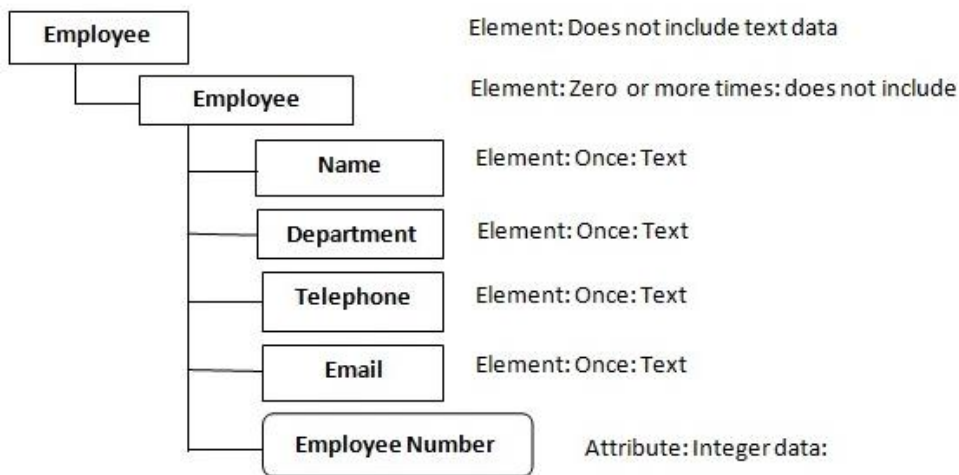 Employee Element: Does not include text data
Employee Element: Zero or more times: does not include
Name Element: Once: Text
Department Element: Once: Text
Telephone Element: Once: Text
Email Element: Once: Text
Employee Number Attribute: Integer data: